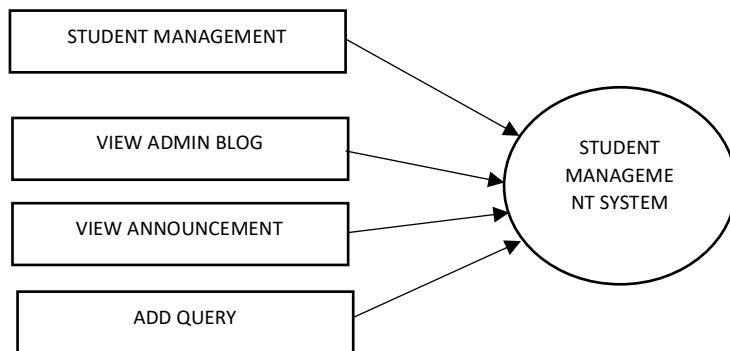 STUDENT MANAGEMENT
VIEW ADMIN BLOG
VIEW ANNOUNCEMENT
ADD QUERY
STUDENT
MANAGEME
NT SYSTEM